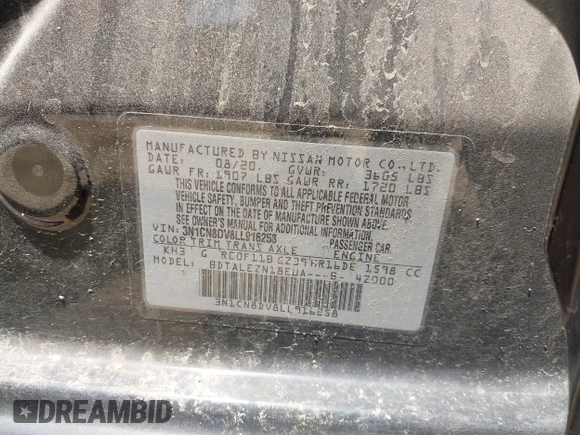 MANUFACTURED BY NISSAN MOTOR CO.,LTD.
DATE: 08/20. GVWR: 3605 LBS
GAWR FR: 1907 LBS GAWR RR: 1720 LBS
THIS VEHICLE CONFORMS TO ALL APPLICABLE FEDERAL MOTOR
VEHICLE SAFETY, BUMPER AND THEFT PREVENTION STANDARDS
IN EFFECT ON THE DATE OF MANUFACTURE SHOWN ABOVE.
SEE OWNER'S MANUAL FOR ADDITIONAL INFORMATION.
VIN: 3N1CN8DV8LL916258 PASSENGER CAR
COLOR TRIM TRANS AXLE ENGINE
KH3 G RE0F11B GZ39 HR16DE 1598 CC
MODEL: BDTALEZN18EUA---B- 42000
3N1CN8DV8LL916258
DREAMBID